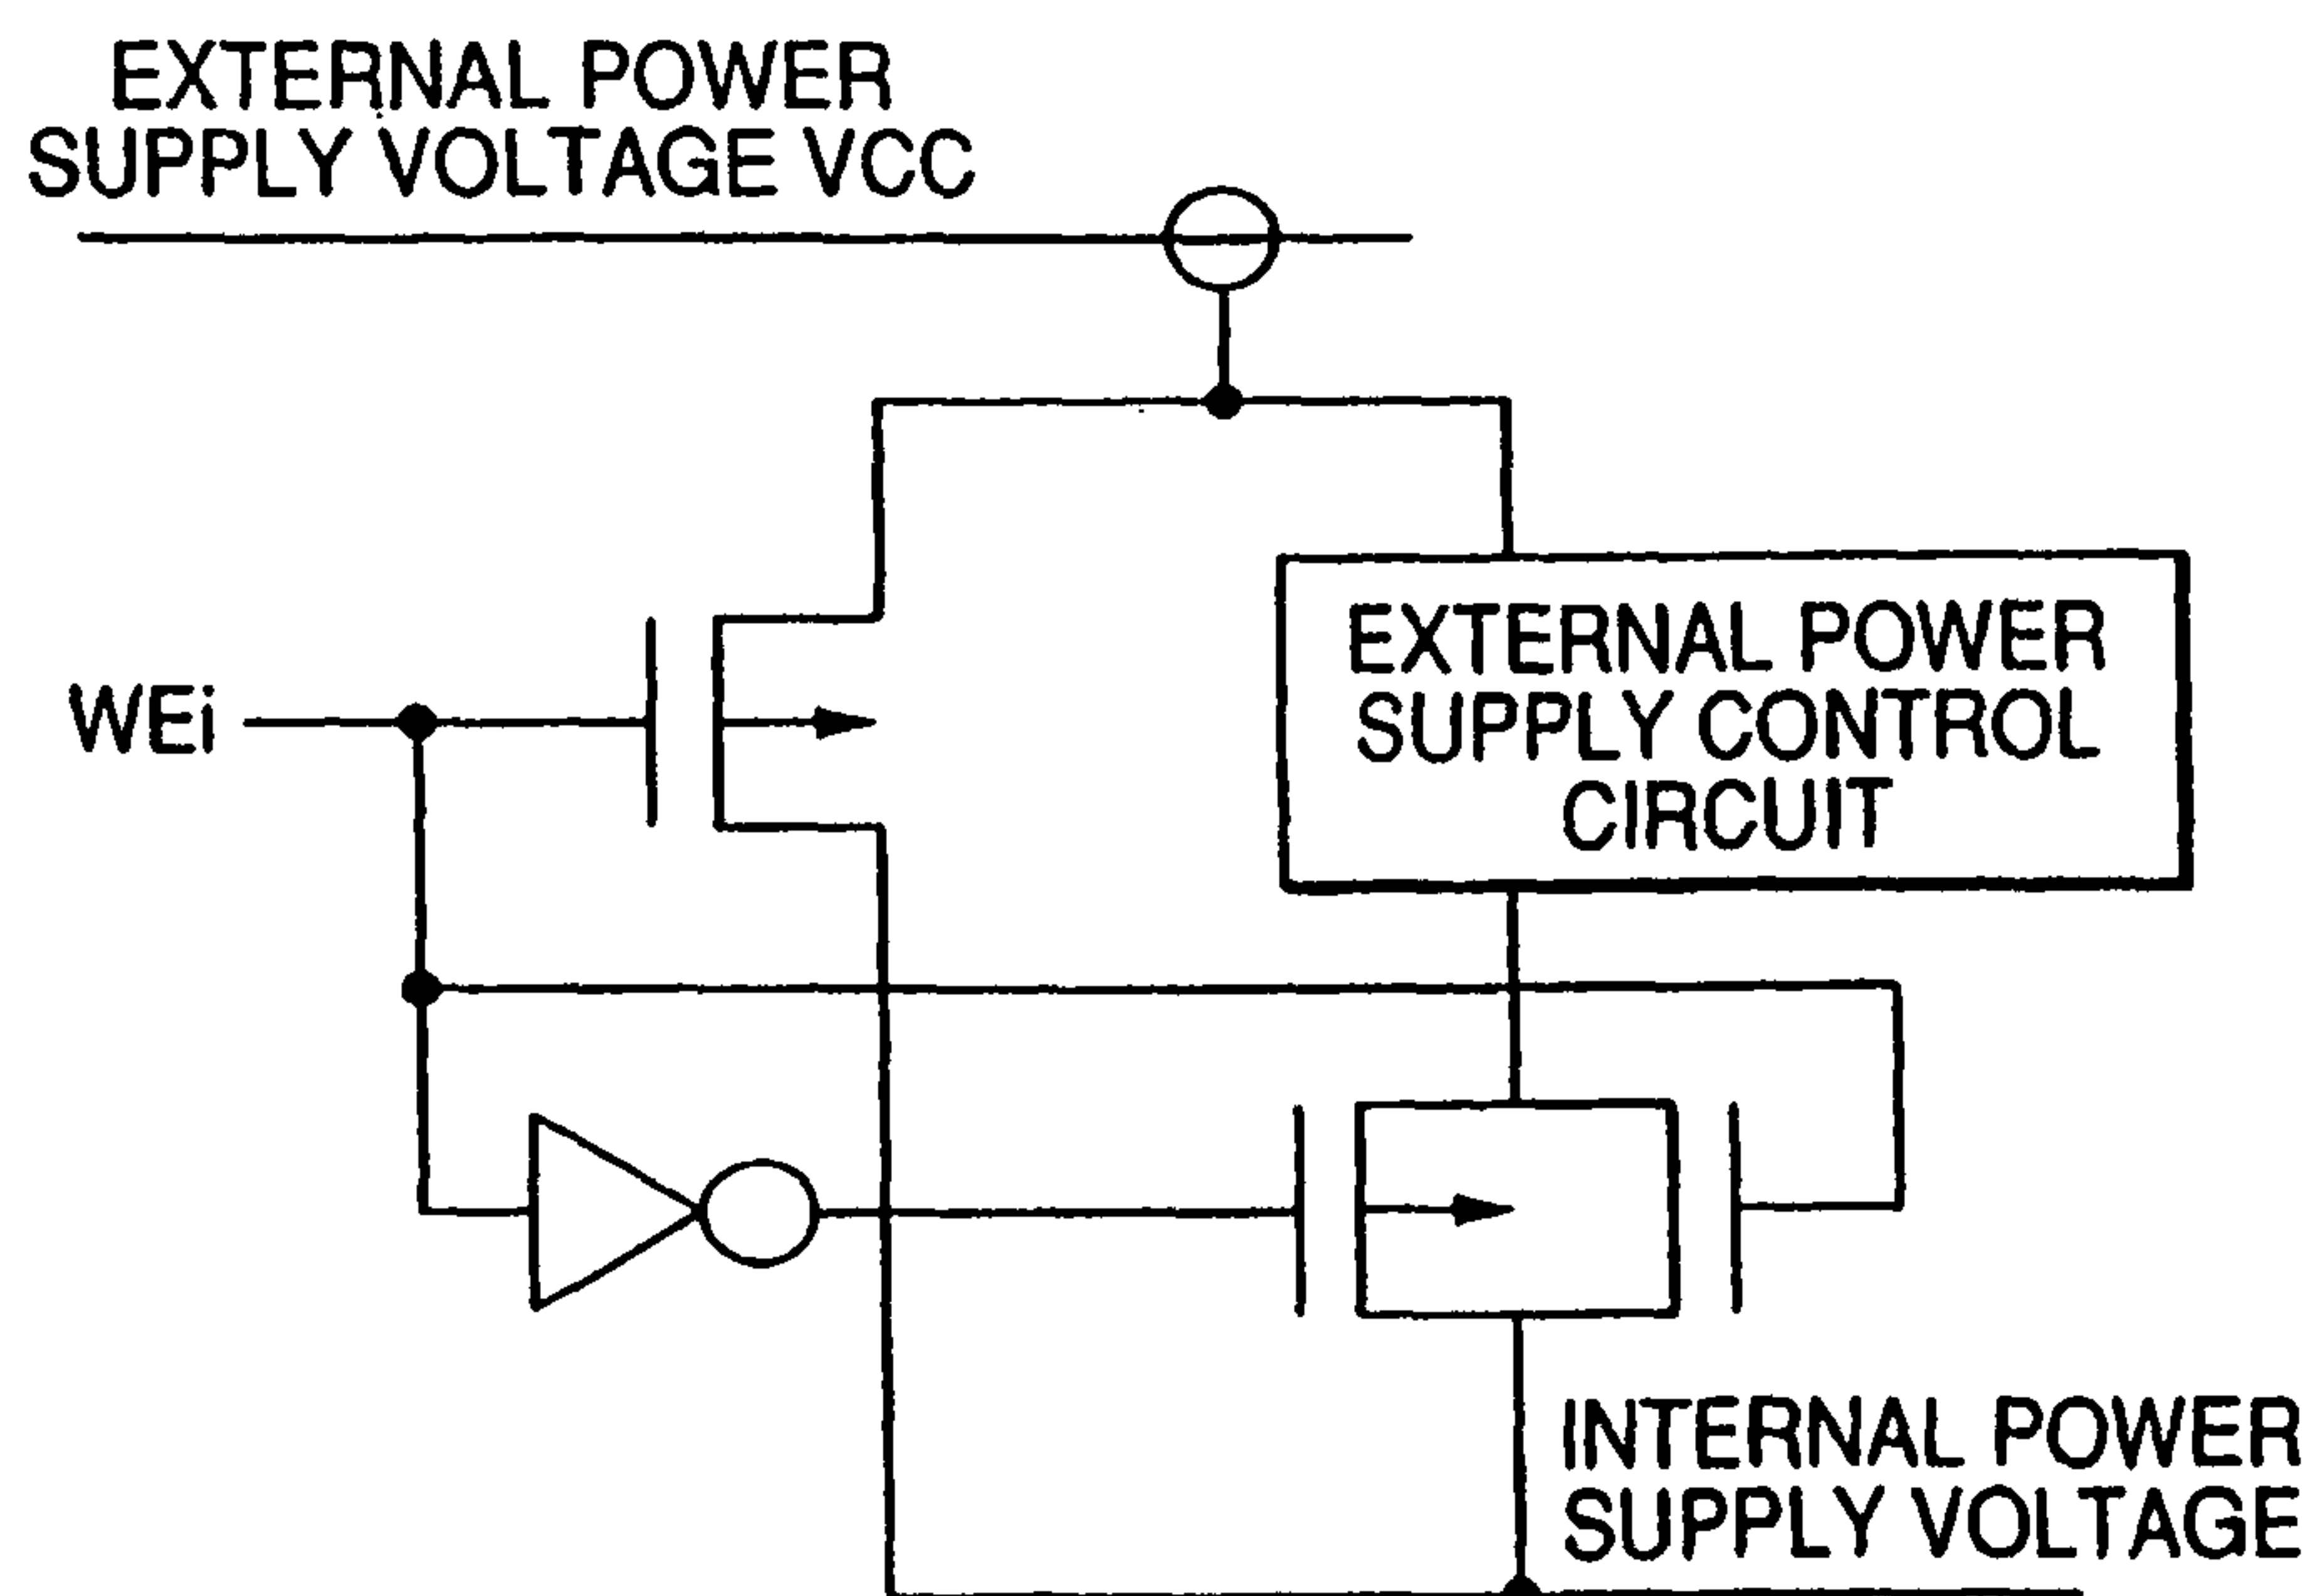 EXTERNAL POWER
SUPPLY VOLTAGE VCC
WEi
EXTERNAL POWER
SUPPLY CONTROL
CIRCUIT
INTERNAL POWER
SUPPLY VOLTAGE